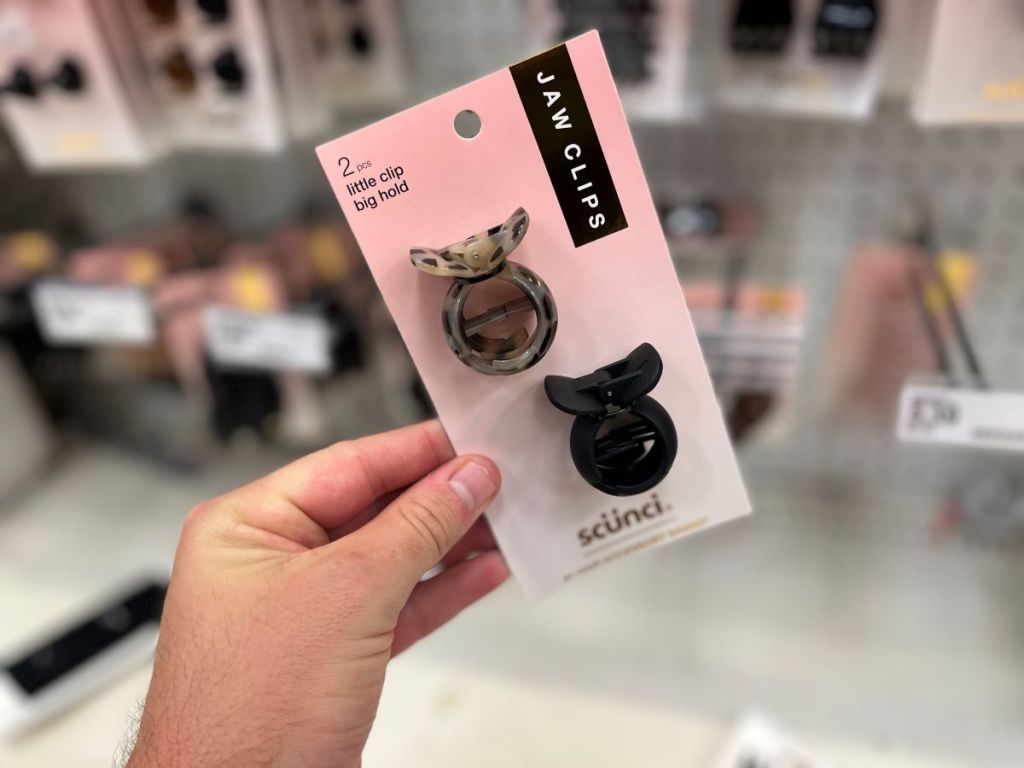 2 pcs
little clip
big hold
JAW CLIPS
scünci.